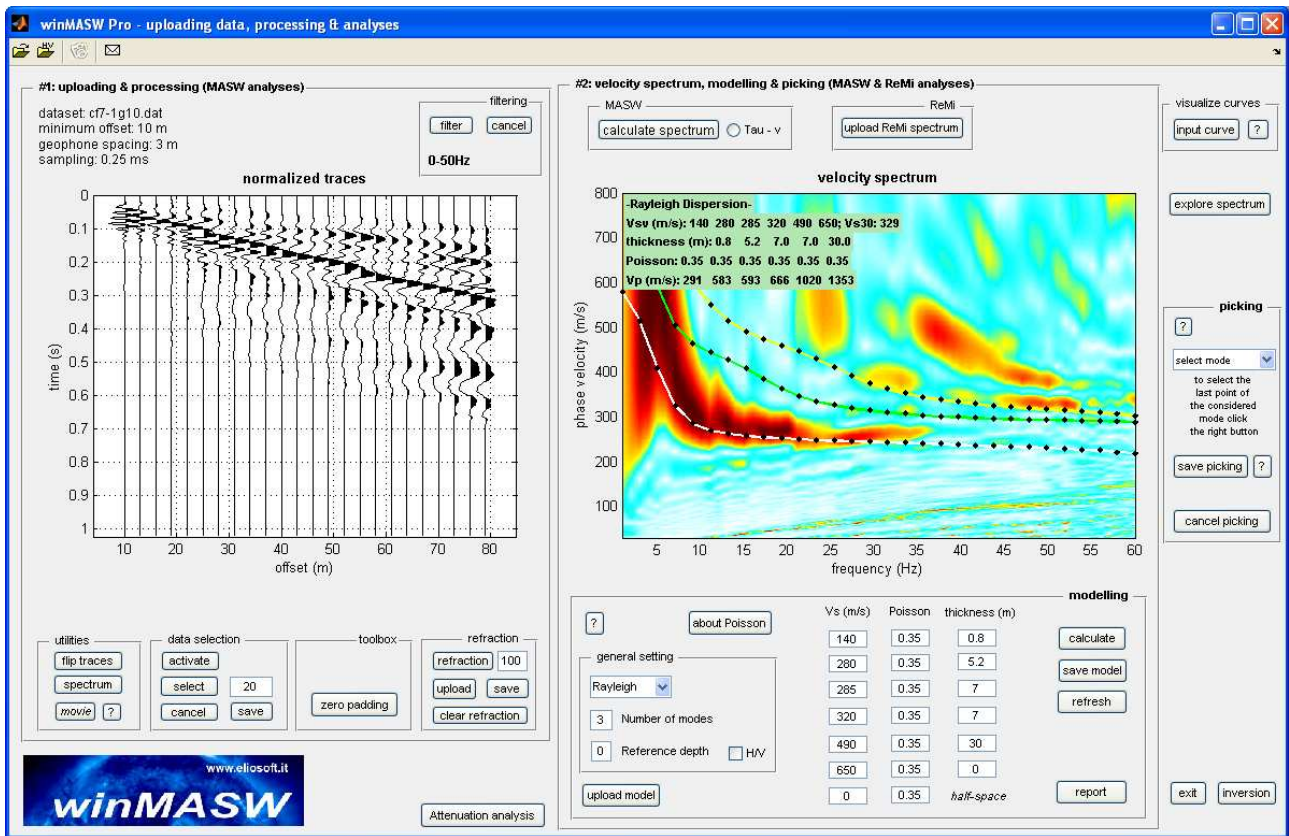 winMASW Pro - uploading data, processing & analyses
HV
#1: uploading & processing (MASW analyses)
dataset: cf7-1g10.dat
minimum offset: 10 m
geophone spacing: 3 m
sampling: 0.25 ms
filtering
filter
cancel
0-50Hz
normalized traces
0
0.1
0.2
0.3
0.4
0.5
0.6
0.7
0.8
0.9
1
time (s)
10 20 30 40 50 60 70 80
offset (m)
utilities
flip traces
spectrum
movie
?
data selection
activate
select
20
cancel
save
toolbox
zero padding
refraction
refraction
100
upload
save
clear refraction
www.eliosoft.it
winMASW
Attenuation analysis
#2: velocity spectrum, modelling & picking (MASW & ReMi analyses)
MASW
calculate spectrum
Tau - v
ReMi
upload ReMi spectrum
velocity spectrum
800
700
600
500
400
300
200
100
phase velocity (m/s)
-Rayleigh Dispersion-
Vsv (m/s): 140 280 285 320 490 650; Vs30: 329
thickness (m): 0.8 5.2 7.0 7.0 30.0
Poisson: 0.35 0.35 0.35 0.35 0.35 0.35
Vp (m/s): 291 583 593 666 1020 1353
5 10 15 20 25 30 35 40 45 50 55 60
frequency (Hz)
modelling
?
about Poisson
general setting
Rayleigh
3 Number of modes
0 Reference depth
H/V
upload model
Vs (m/s) Poisson thickness (m)
140 0.35 0.8
280 0.35 5.2
285 0.35 7
320 0.35 7
490 0.35 30
650 0.35 0
0 0.35 half-space
calculate
save model
refresh
report
visualize curves
input curve
?
explore spectrum
picking
?
select mode
to select the
last point of
the considered
mode click
the right button
save picking
?
cancel picking
exit
inversion